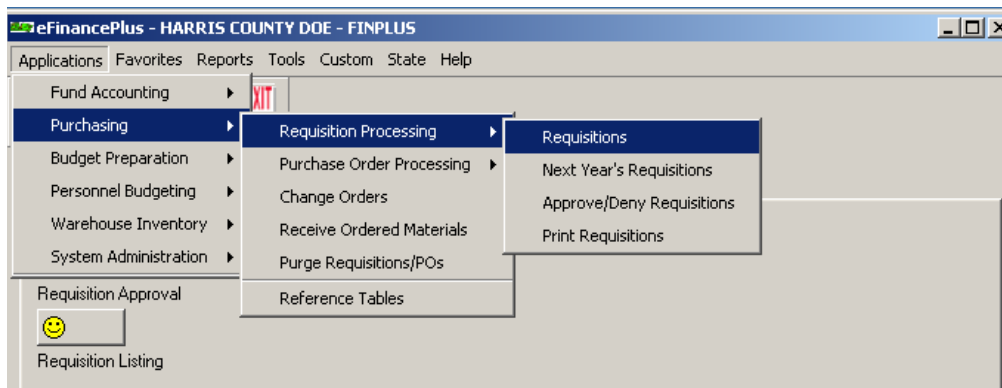 eFinancePlus - HARRIS COUNTY DOE - FINPLUS
Applications Favorites Reports Tools Custom State Help
Fund Accounting
EXIT
Purchasing
Budget Preparation
Personnel Budgeting
Warehouse Inventory
System Administration
Requisition Processing
Purchase Order Processing
Change Orders
Receive Ordered Materials
Purge Requisitions/POs
Reference Tables
Requisitions
Next Year's Requisitions
Approve/Deny Requisitions
Print Requisitions
Requisition Approval
Requisition Listing